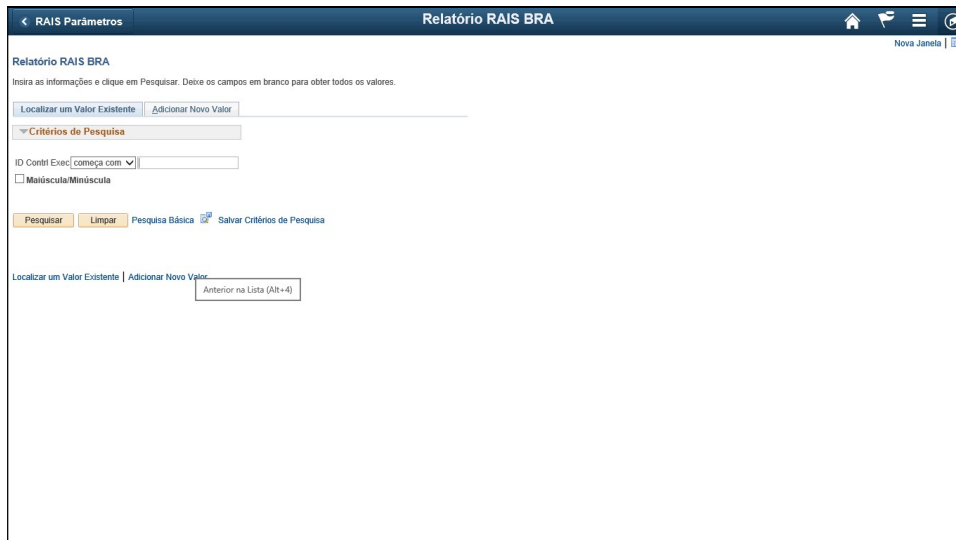 RAIS Parâmetros
Relatório RAIS BRA
Nova Janela |
Relatório RAIS BRA
Insira as informações e clique em Pesquisar. Deixe os campos em branco para obter todos os valores.
Localizar um Valor Existente Adicionar Novo Valor
Critérios de Pesquisa
ID Contrl Exec começa com
Maiúscula/Minúscula
Pesquisar Limpar Pesquisa Básica Salvar Critérios de Pesquisa
Localizar um Valor Existente | Adicionar Novo Valor
Anterior na Lista (Alt+4)